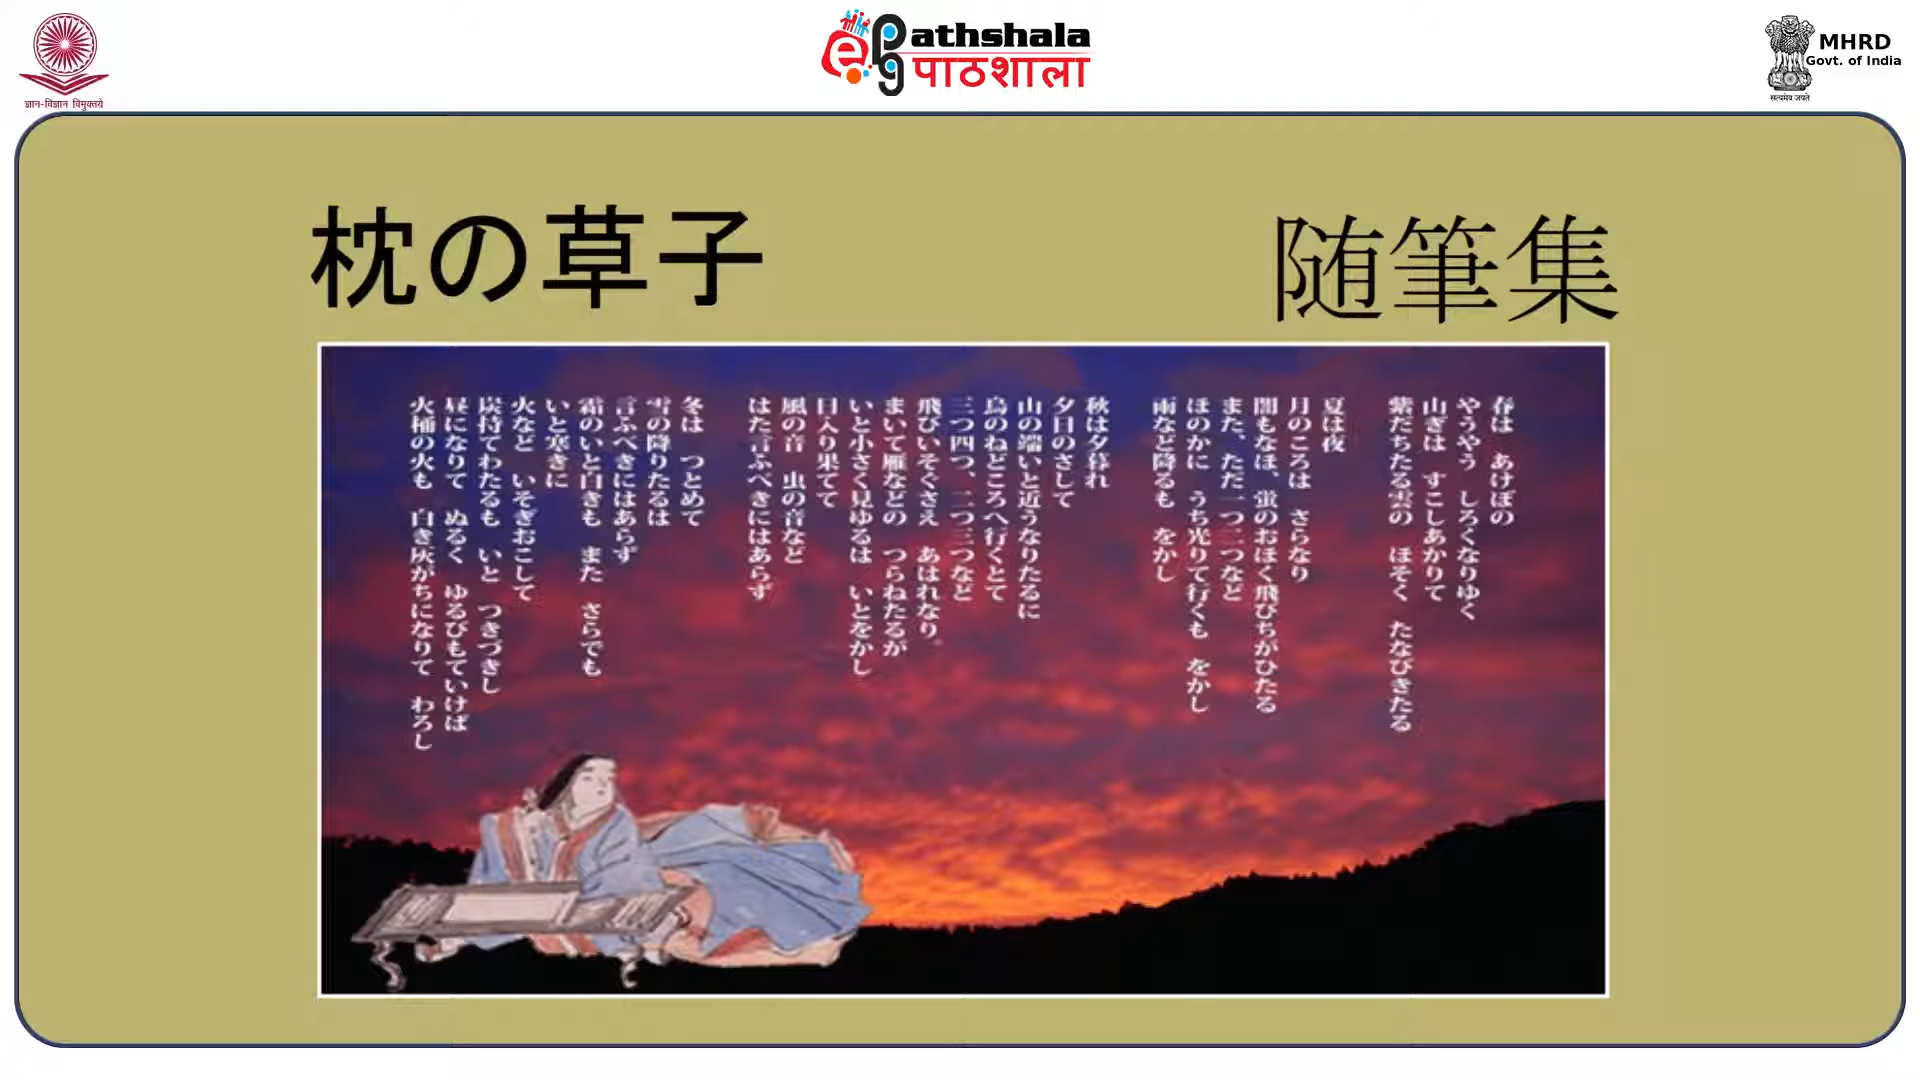 ज्ञान-विज्ञान विमुक्तये
ePathshala
पाठशाला
MHRD
Govt. of India
सत्यमेव जयते
枕の草子
随筆集
春は　あけぼの
やうやう　しろくなりゆく
山ぎは　すこしあかりて
紫だちたる雲の　ほそく　たなびきたる
夏は夜
月のころは　さらなり
闇もなほ、蛍のおほく飛びちがひたる
また、ただ一つ二つなど
ほのかに　うち光りて行くも　をかし
雨など降るも　をかし
秋は夕暮れ
夕日のさして
山の端いと近うなりたるに
烏のねどころへ行くとて
三つ四つ、二つ三つなど
飛びいそぐさえ　あはれなり。
まいて雁などの　つらねたるが
いと小さく見ゆるは　いとをかし
日入り果てて
風の音　虫の音など
はた言ふべきにはあらず
冬は　つとめて
雪の降りたるは
言ふべきにはあらず
霜のいと白きも　また　さらでも
いと寒きに
火など　いそぎおこして
炭持てわたるも　いと　つきづきし
昼になりて　ぬるく　ゆるびもていけば
火桶の火も　白き灰がちになりて　わろし